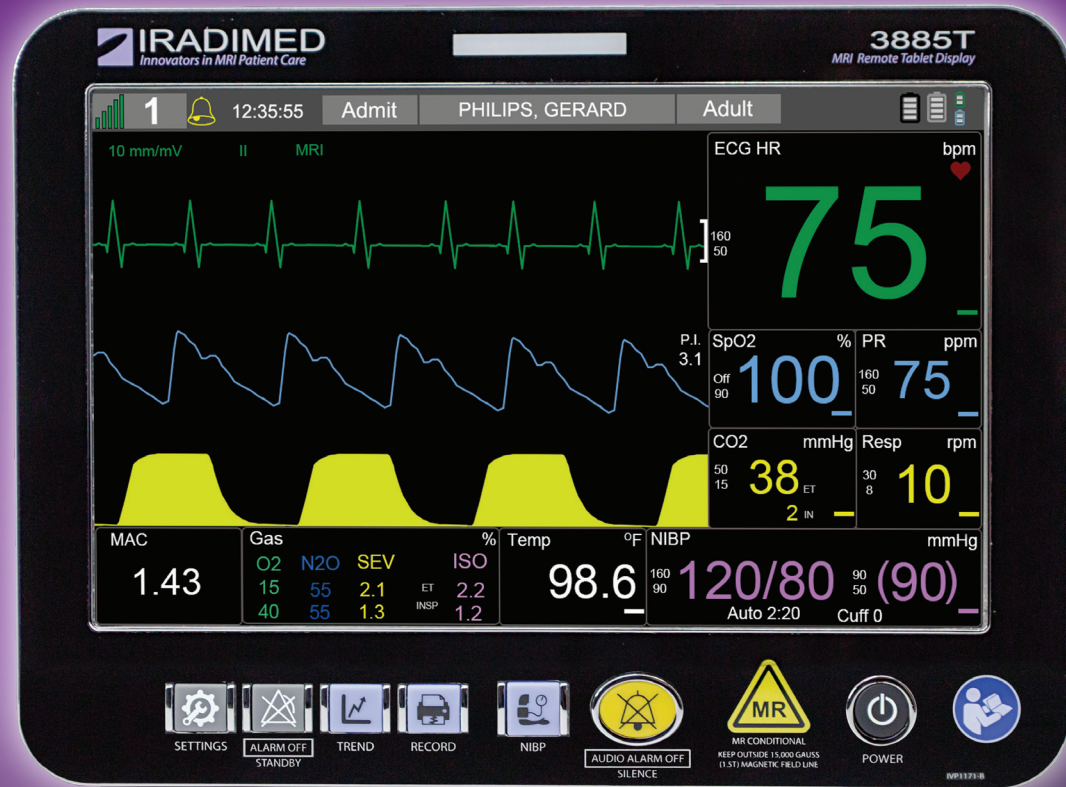 IRADIMED
Innovators in MRI Patient Care
3885T
MRI Remote Tablet Display
1 12:35:55 Admit PHILIPS, GERARD Adult
10 mm/mV II MRI
ECG HR bpm
160
50
75
P.I.
3.1
SpO2 %
Off
90
100
PR ppm
160
50
75
CO2 mmHg
50
15
38 ET
2 IN
Resp rpm
30
8
10
MAC
1.43
Gas %
O2 N2O SEV ISO
15 55 2.1 ET 2.2
40 55 1.3 INSP 1.2
Temp °F
98.6
NIBP mmHg
160
90
120/80
90
50
(90)
Auto 2:20 Cuff 0
SETTINGS
ALARM OFF
STANDBY
TREND
RECORD
NIBP
AUDIO ALARM OFF
SILENCE
MR
MR CONDITIONAL
KEEP OUTSIDE 15,000 GAUSS
(1.5T) MAGNETIC FIELD LINE
POWER
IVP1171-B